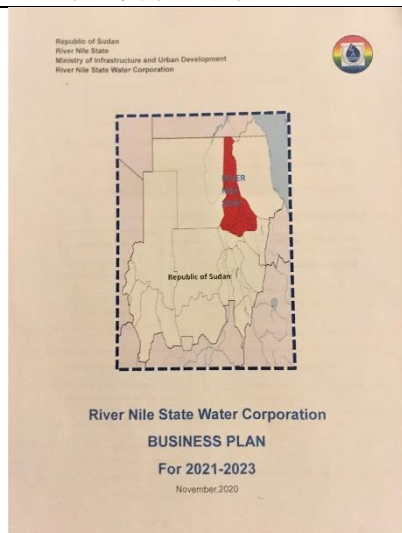 Republic of Sudan
River Nile State
Ministry of Infrastructure and Urban Development
River Nile State Water Corporation
RIVER
Republic of Sudan
River Nile State Water Corporation
BUSINESS PLAN
For 2021-2023
November,2020